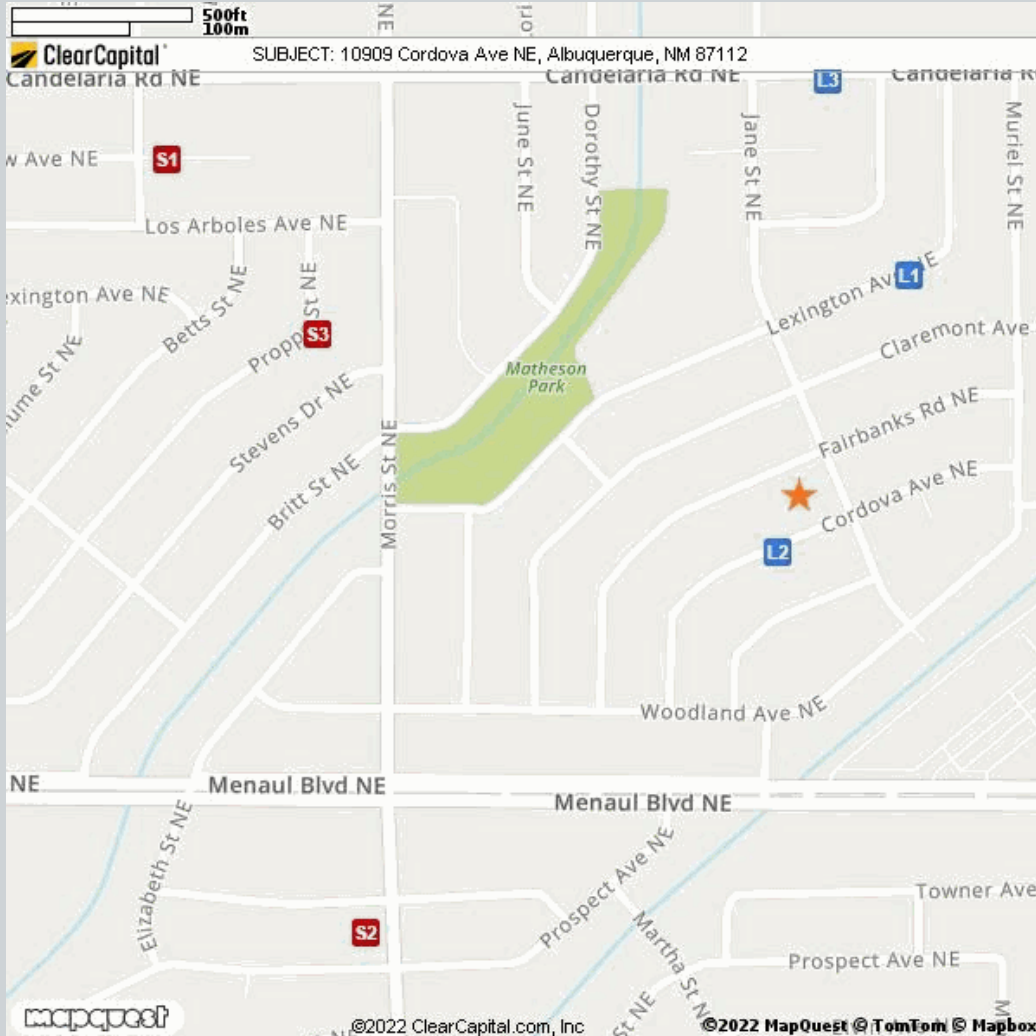 500ft
100m
NE
ClearCapital
SUBJECT: 10909 Cordova Ave NE, Albuquerque, NM 87112
Candelaria Rd NE
Candelaria Rd NE
L3
June St NE
Dorothy St NE
Jane St NE
Muriel St NE
Ave NE
S1
Los Arboles Ave NE
Lexington Ave NE
L1
Betts St NE
St NE
S3
Stevens Dr NE
Matheson
Park
Claremont Ave
Fairbanks Rd NE
Britt St NE
Morris St NE
Cordova Ave NE
L2
Woodland Ave NE
NE
Menaul Blvd NE
Menaul Blvd NE
Elizabeth St NE
Prospect Ave NE
Towner Ave
S2
Martha St
Prospect Ave NE
St NE
mapquest
©2022 ClearCapital.com, Inc
©2022 MapQuest © TomTom © Mapbox